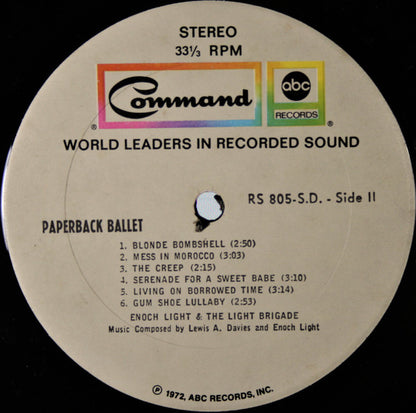 STEREO
33⅓ RPM
Command
abc
RECORDS
® ®
WORLD LEADERS IN RECORDED SOUND
RS 805-S.D. - Side II
PAPERBACK BALLET
1. BLONDE BOMBSHELL (2:50)
2. MESS IN MOROCCO (3:03)
3. THE CREEP (2:15)
4. SERENADE FOR A SWEET BABE (3:10)
5. LIVING ON BORROWED TIME (3:14)
6. GUM SHOE LULLABY (2:53)
ENOCH LIGHT & THE LIGHT BRIGADE
Music Composed by Lewis A. Davies and Enoch Light
℗ 1972, ABC RECORDS, INC.